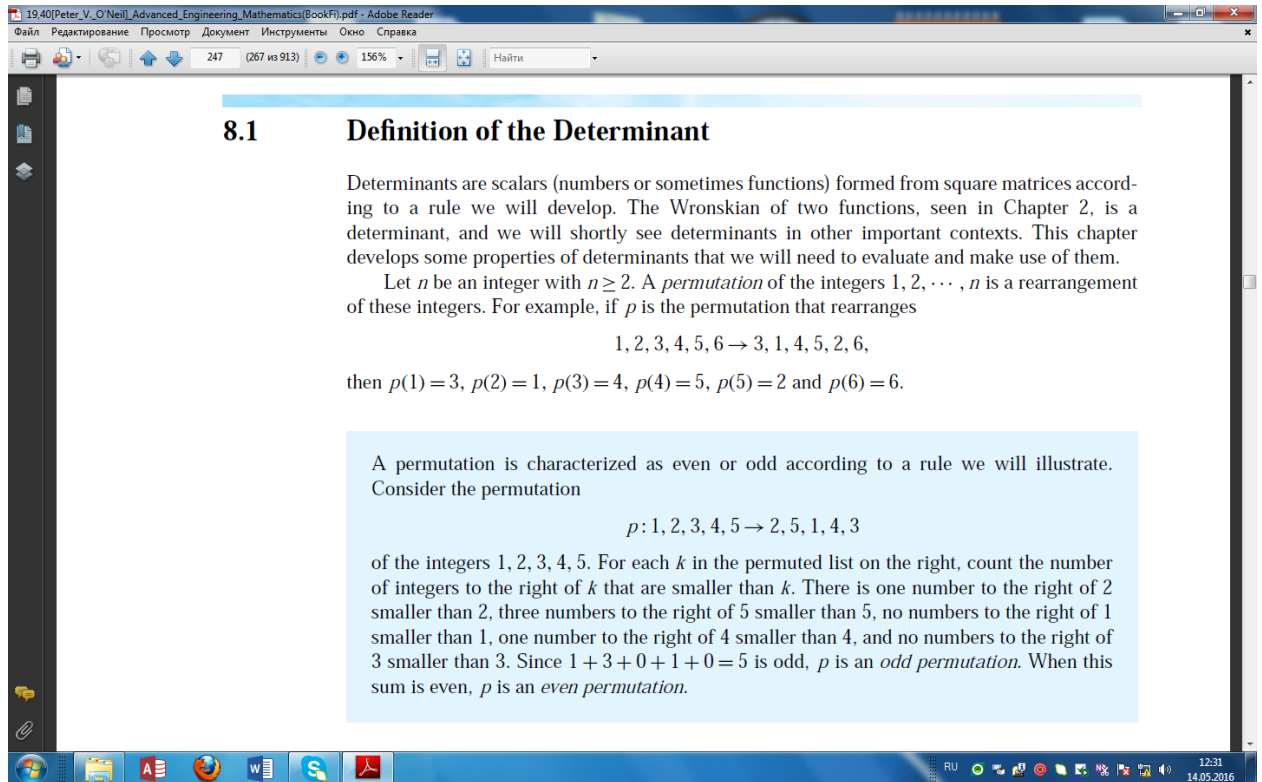 19,40[Peter_V._O'Neil]_Advanced_Engineering_Mathematics(BookFi).pdf - Adobe Reader
Файл Редактирование Просмотр Документ Инструменты Окно Справка
247 (267 из 913) 156% Найти
8.1 Definition of the Determinant
Determinants are scalars (numbers or sometimes functions) formed from square matrices accord-
ing to a rule we will develop. The Wronskian of two functions, seen in Chapter 2, is a
determinant, and we will shortly see determinants in other important contexts. This chapter
develops some properties of determinants that we will need to evaluate and make use of them.
Let n be an integer with n ≥ 2. A permutation of the integers 1, 2, ··· , n is a rearrangement
of these integers. For example, if p is the permutation that rearranges
1, 2, 3, 4, 5, 6 → 3, 1, 4, 5, 2, 6,
then p(1) = 3, p(2) = 1, p(3) = 4, p(4) = 5, p(5) = 2 and p(6) = 6.
A permutation is characterized as even or odd according to a rule we will illustrate.
Consider the permutation
p : 1, 2, 3, 4, 5 → 2, 5, 1, 4, 3
of the integers 1, 2, 3, 4, 5. For each k in the permuted list on the right, count the number
of integers to the right of k that are smaller than k. There is one number to the right of 2
smaller than 2, three numbers to the right of 5 smaller than 5, no numbers to the right of 1
smaller than 1, one number to the right of 4 smaller than 4, and no numbers to the right of
3 smaller than 3. Since 1 + 3 + 0 + 1 + 0 = 5 is odd, p is an odd permutation. When this
sum is even, p is an even permutation.
RU 12:31
14.05.2016